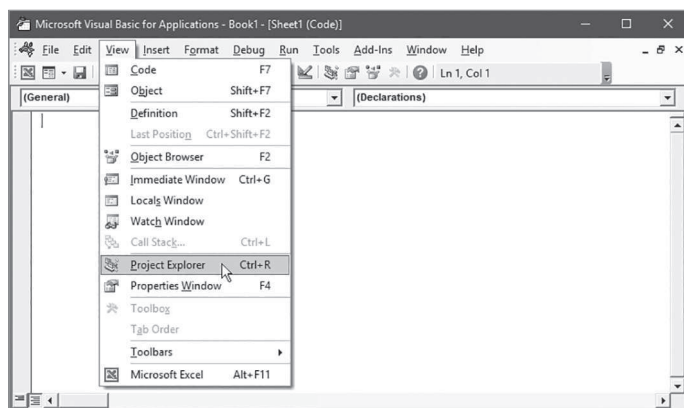 Microsoft Visual Basic for Applications - Book1 - [Sheet1 (Code)]
File Edit View Insert Format Debug Run Tools Add-Ins Window Help
Ln 1, Col 1
(General) (Declarations)
Code F7
Object Shift+F7
Definition Shift+F2
Last Position Ctrl+Shift+F2
Object Browser F2
Immediate Window Ctrl+G
Locals Window
Watch Window
Call Stack... Ctrl+L
Project Explorer Ctrl+R
Properties Window F4
Toolbox
Tab Order
Toolbars
Microsoft Excel Alt+F11